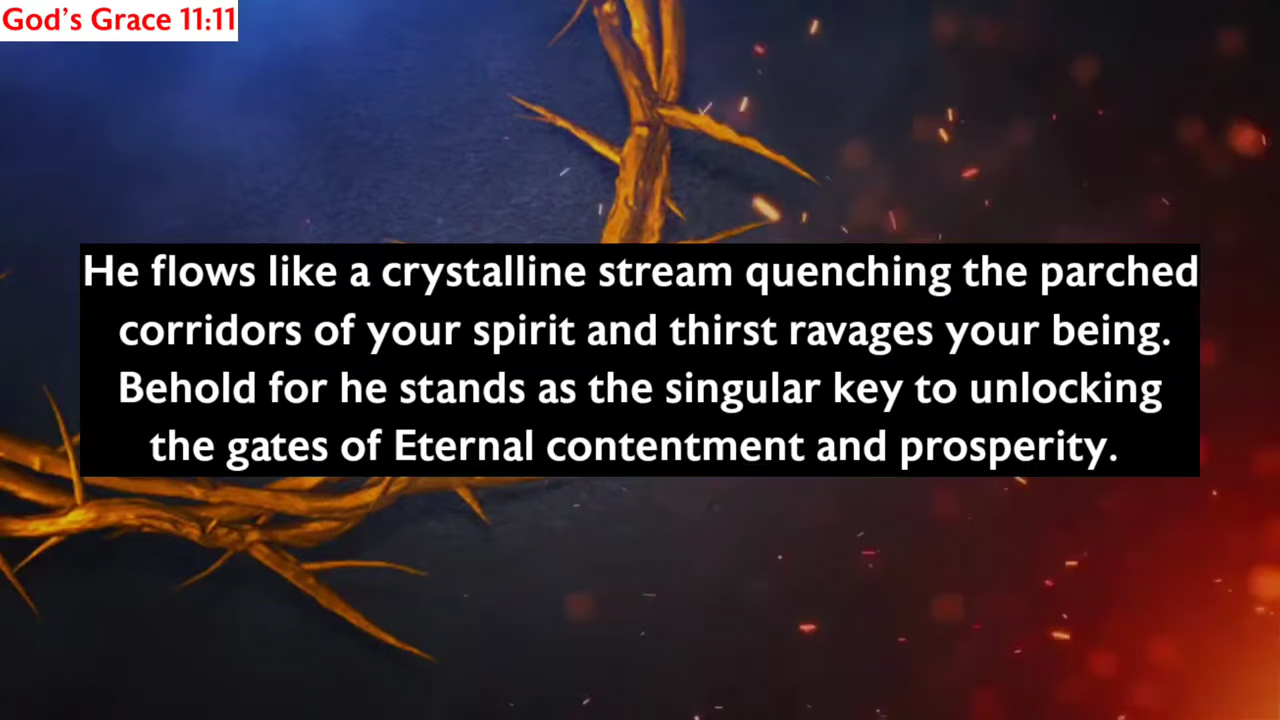 God's Grace 11:11
He flows like a crystalline stream quenching the parched
corridors of your spirit and thirst ravages your being.
Behold for he stands as the singular key to unlocking
the gates of Eternal contentment and prosperity.